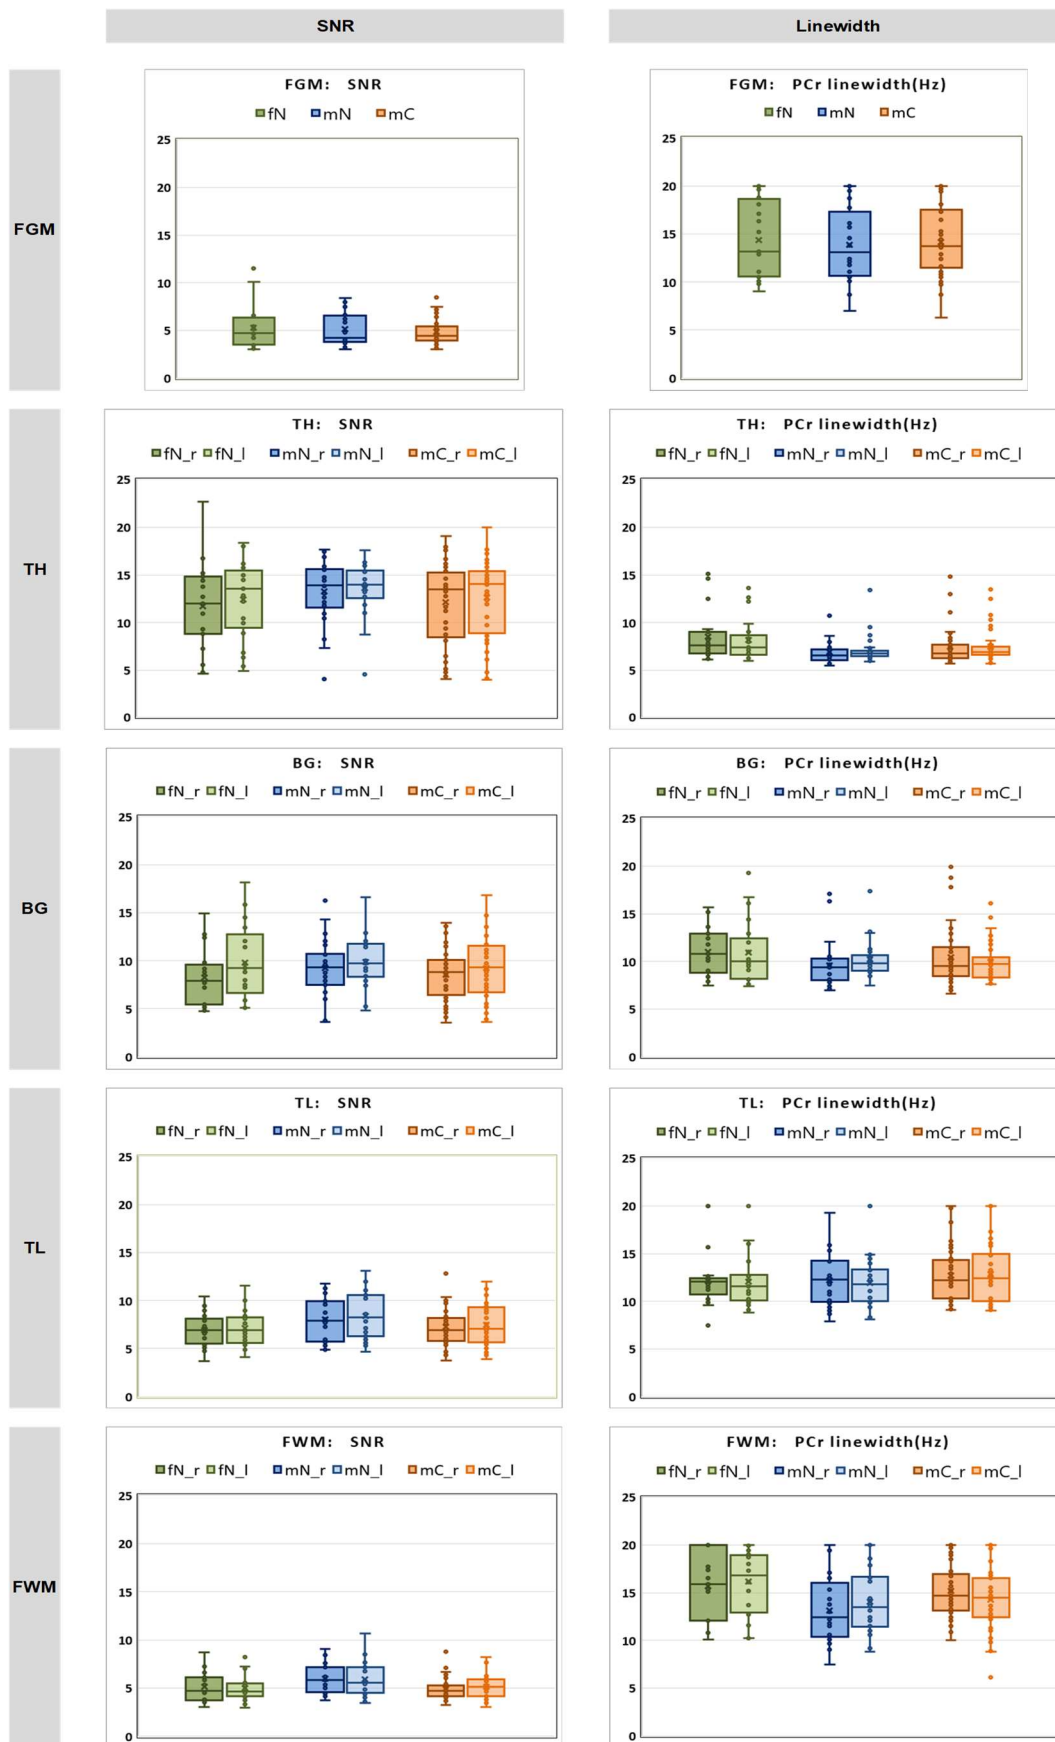 SNR Linewidth
FGM
FGM: SNR
fN mN mC
25
20
15
10
5
0
FGM: PCr linewidth(Hz)
fN mN mC
25
20
15
10
5
0
TH
TH: SNR
fN_r fN_l mN_r mN_l mC_r mC_l
25
20
15
10
5
0
TH: PCr linewidth(Hz)
fN_r fN_l mN_r mN_l mC_r mC_l
25
20
15
10
5
0
BG
BG: SNR
fN_r fN_l mN_r mN_l mC_r mC_l
25
20
15
10
5
0
BG: PCr linewidth(Hz)
fN_r fN_l mN_r mN_l mC_r mC_l
25
20
15
10
5
0
TL
TL: SNR
fN_r fN_l mN_r mN_l mC_r mC_l
25
20
15
10
5
0
TL: PCr linewidth(Hz)
fN_r fN_l mN_r mN_l mC_r mC_l
25
20
15
10
5
0
FWM
FWM: SNR
fN_r fN_l mN_r mN_l mC_r mC_l
25
20
15
10
5
0
FWM: PCr linewidth(Hz)
fN_r fN_l mN_r mN_l mC_r mC_l
25
20
15
10
5
0